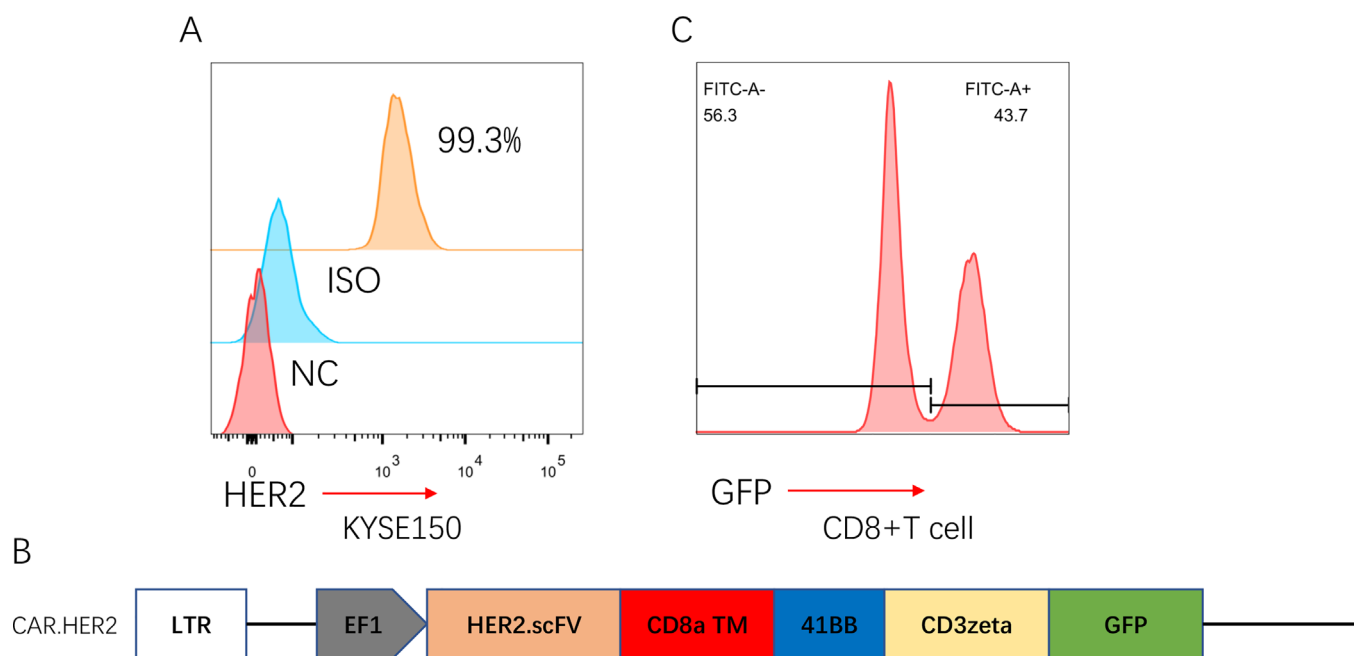 A
99.3%
ISO
NC
0
10^3
10^4
10^5
HER2
KYSE150
C
FITC-A-
56.3
FITC-A+
43.7
GFP
CD8+T cell
B
CAR.HER2
LTR
EF1
HER2.scFV
CD8a TM
41BB
CD3zeta
GFP